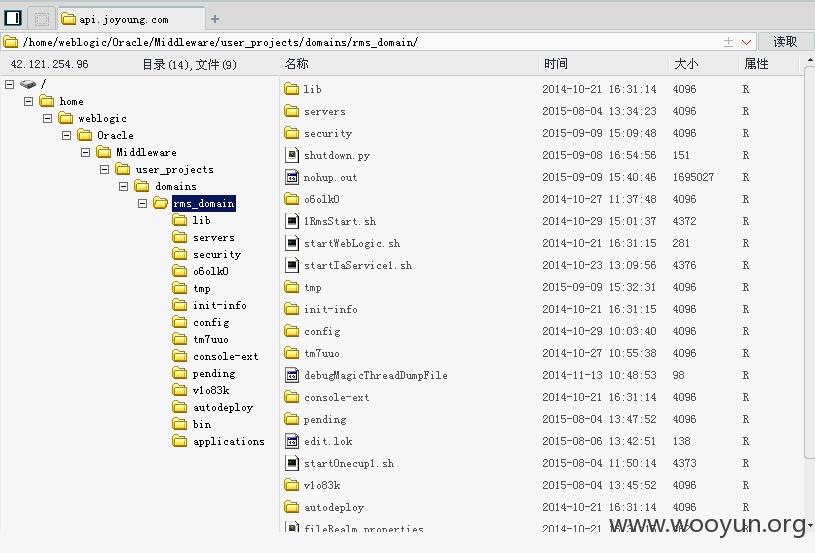 api.joyoung.com
/home/weblogic/Oracle/Middleware/user_projects/domains/rms_domain/ 读取
42.121.254.96 目录(14),文件(9) 名称 时间 大小 属性
/
home
weblogic
Oracle
Middleware
user_projects
domains
rms_domain
lib
servers
security
o6olk0
tmp
init-info
config
tm7uuo
console-ext
pending
v1o83k
autodeploy
bin
applications
lib 2014-10-21 16:31:14 4096 R
servers 2015-08-04 13:34:23 4096 R
security 2015-09-09 15:09:48 4096 R
shutdown.py 2015-09-08 16:54:56 151 R
nohup.out 2015-09-09 15:40:46 1695027 R
o6olk0 2014-10-27 11:37:48 4096 R
1RmsStart.sh 2014-10-29 15:01:37 4372 R
startWebLogic.sh 2014-10-21 16:31:15 281 R
startIaService1.sh 2014-10-23 13:09:56 4376 R
tmp 2015-09-09 15:32:31 4096 R
init-info 2014-10-21 16:31:15 4096 R
config 2014-10-29 10:03:40 4096 R
tm7uuo 2014-10-27 10:55:38 4096 R
debugMagicThreadDumpFile 2014-11-13 10:48:53 98 R
console-ext 2014-10-21 16:31:14 4096 R
pending 2015-08-04 13:47:52 4096 R
edit.lok 2015-08-06 13:42:51 138 R
startOnecup1.sh 2015-08-04 11:50:14 4373 R
v1o83k 2015-08-04 13:45:52 4096 R
autodeploy 2014-10-21 16:31:14 4096 R
fileRealm.properties
www.wooyun.org